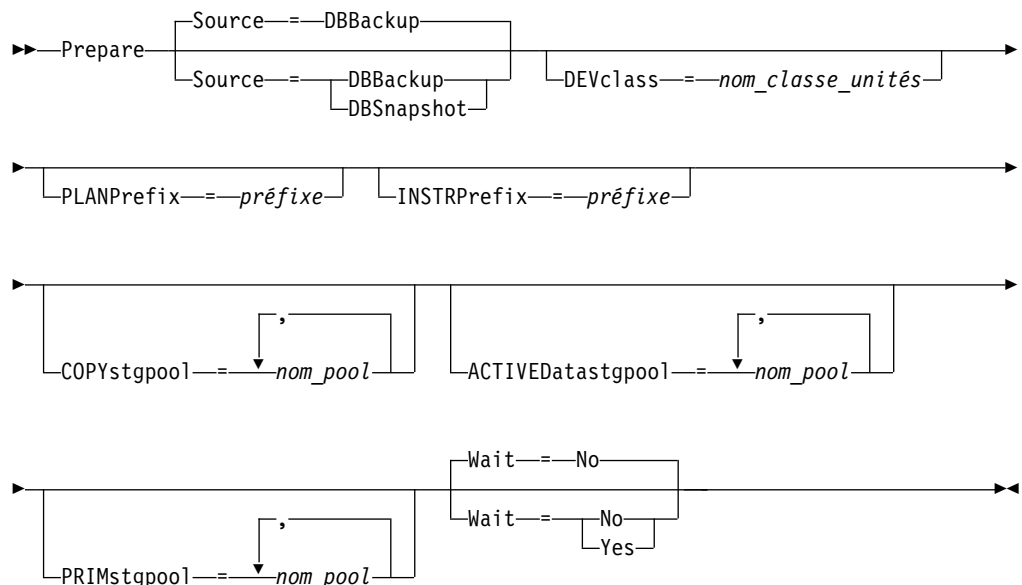 Source = DBBackup
Prepare
Source = DBBackup
DBSnapshot
DEVclass = nom_classe_unités
PLANPrefix = préfixe
INSTRPrefix = préfixe
,
COPYstgpool = nom_pool
,
ACTIVEDatastgpool = nom_pool
,
PRIMstgpool = nom_pool
Wait = No
Wait = No
Yes